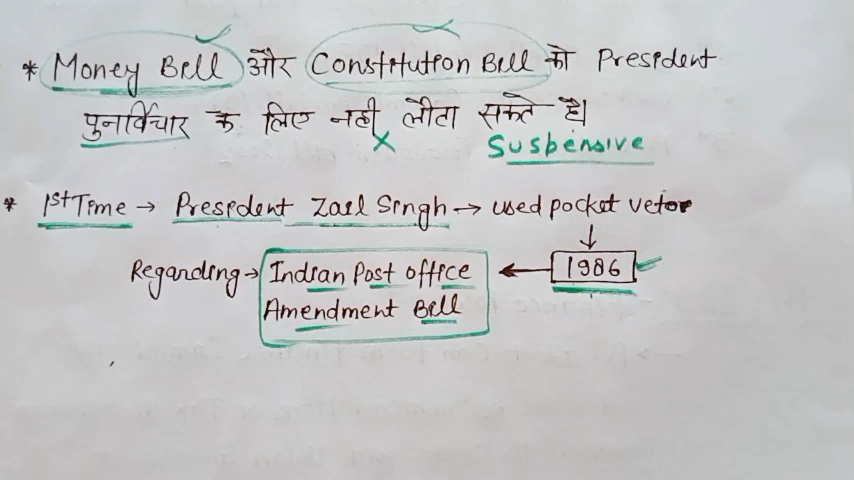 * Money Bill और Constitution Bill को President
पुनर्विचार के लिए नहीं लौटा सकते है।
x
Suspensive
* 1st Time → President Zail Singh → used pocket veto
Regarding → Indian Post office ← 1986
Amendment Bill